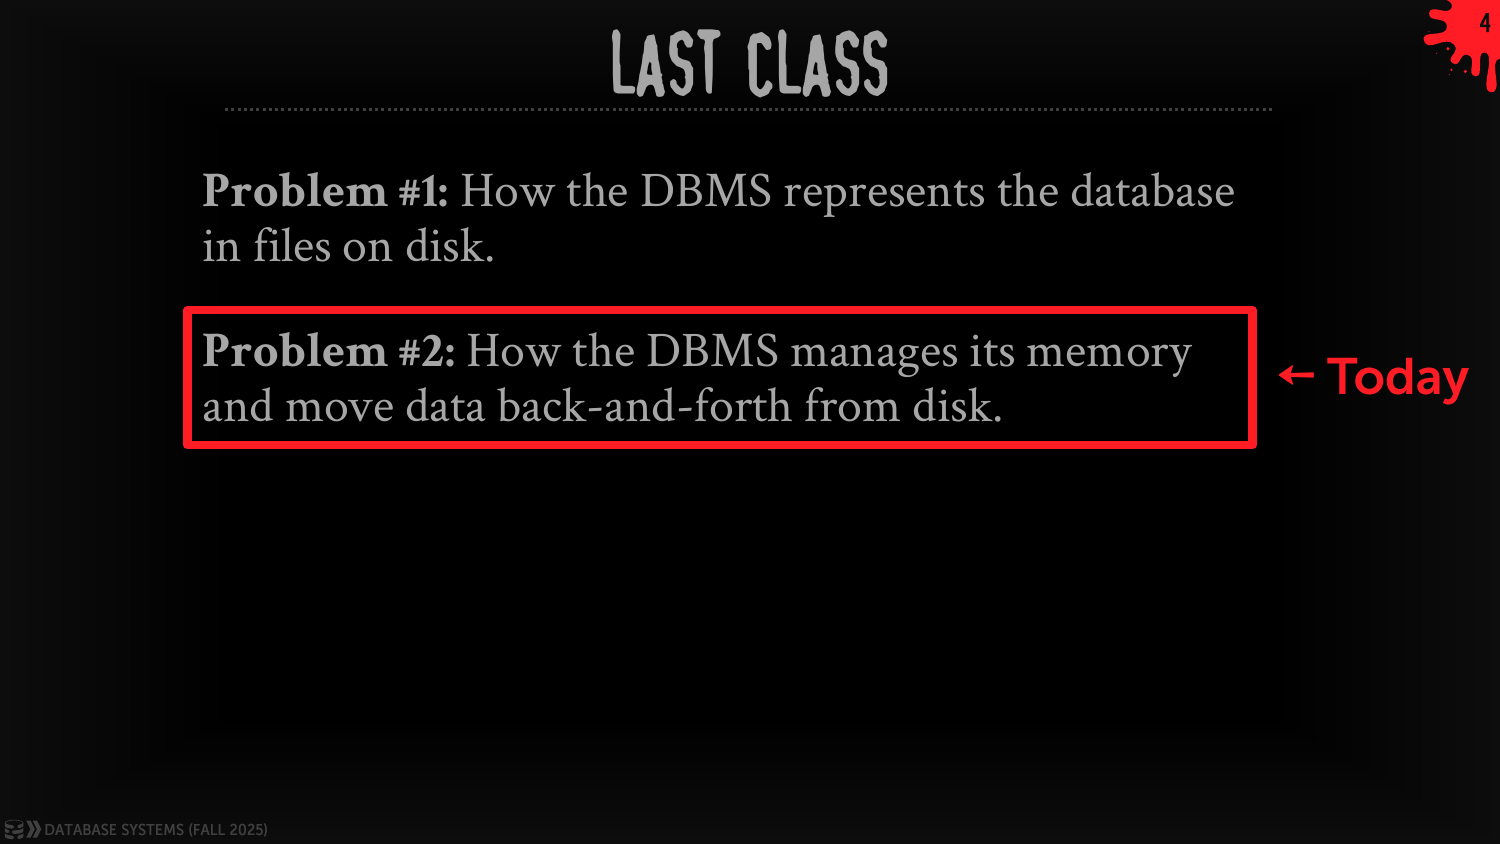 4
LAST CLASS
Problem #1: How the DBMS represents the database
in files on disk.
Problem #2: How the DBMS manages its memory
and move data back-and-forth from disk.
← Today
DATABASE SYSTEMS (FALL 2025)